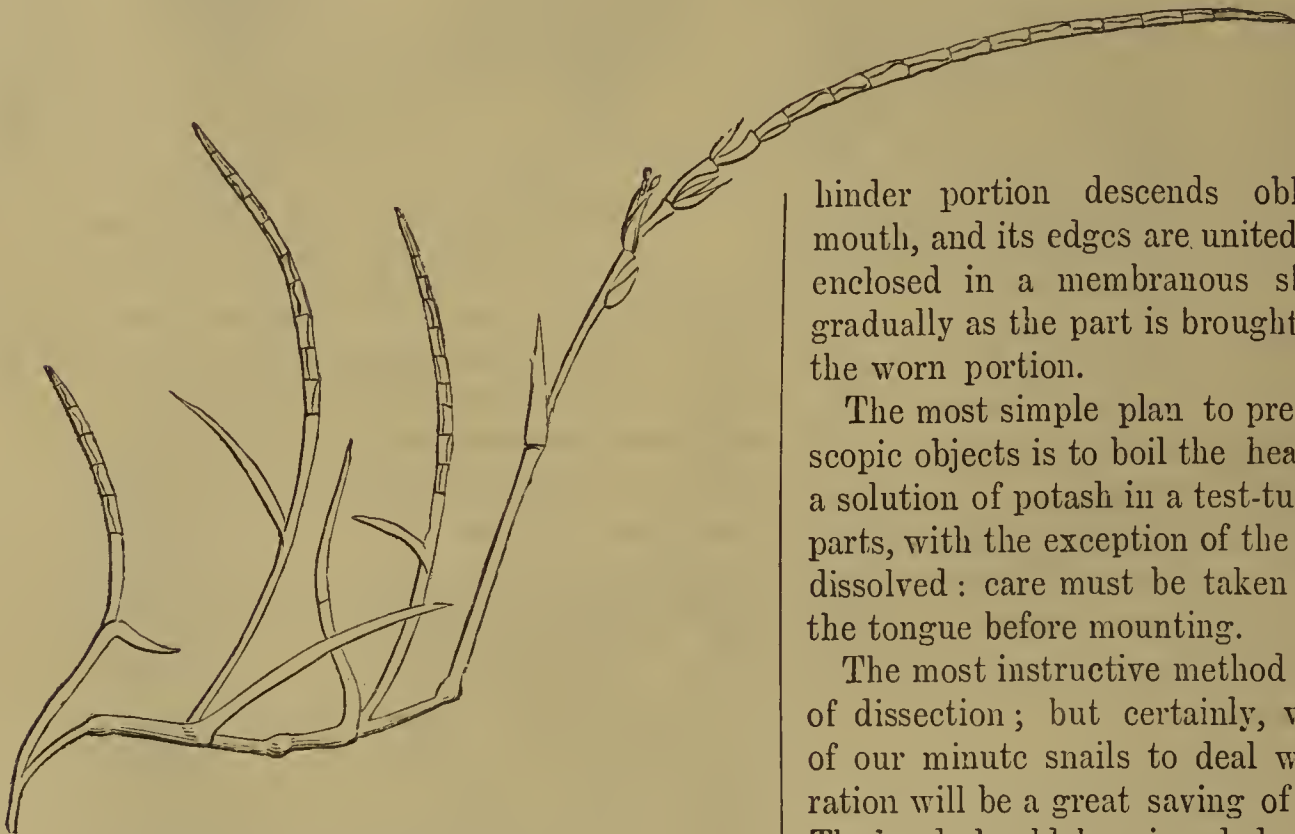 hinder portion descends obl
mouth, and its edges are united
enclosed in a membranous sl
gradually as the part is brought
the worn portion.
The most simple plan to pre
scopic objects is to boil the hea
a solution of potash in a test-tu
parts, with the exception of the
dissolved : care must be taken
the tongue before mounting.
The most instructive method
of dissection ; but certainly, w
of our minute snails to deal w
ration will be a great saving of